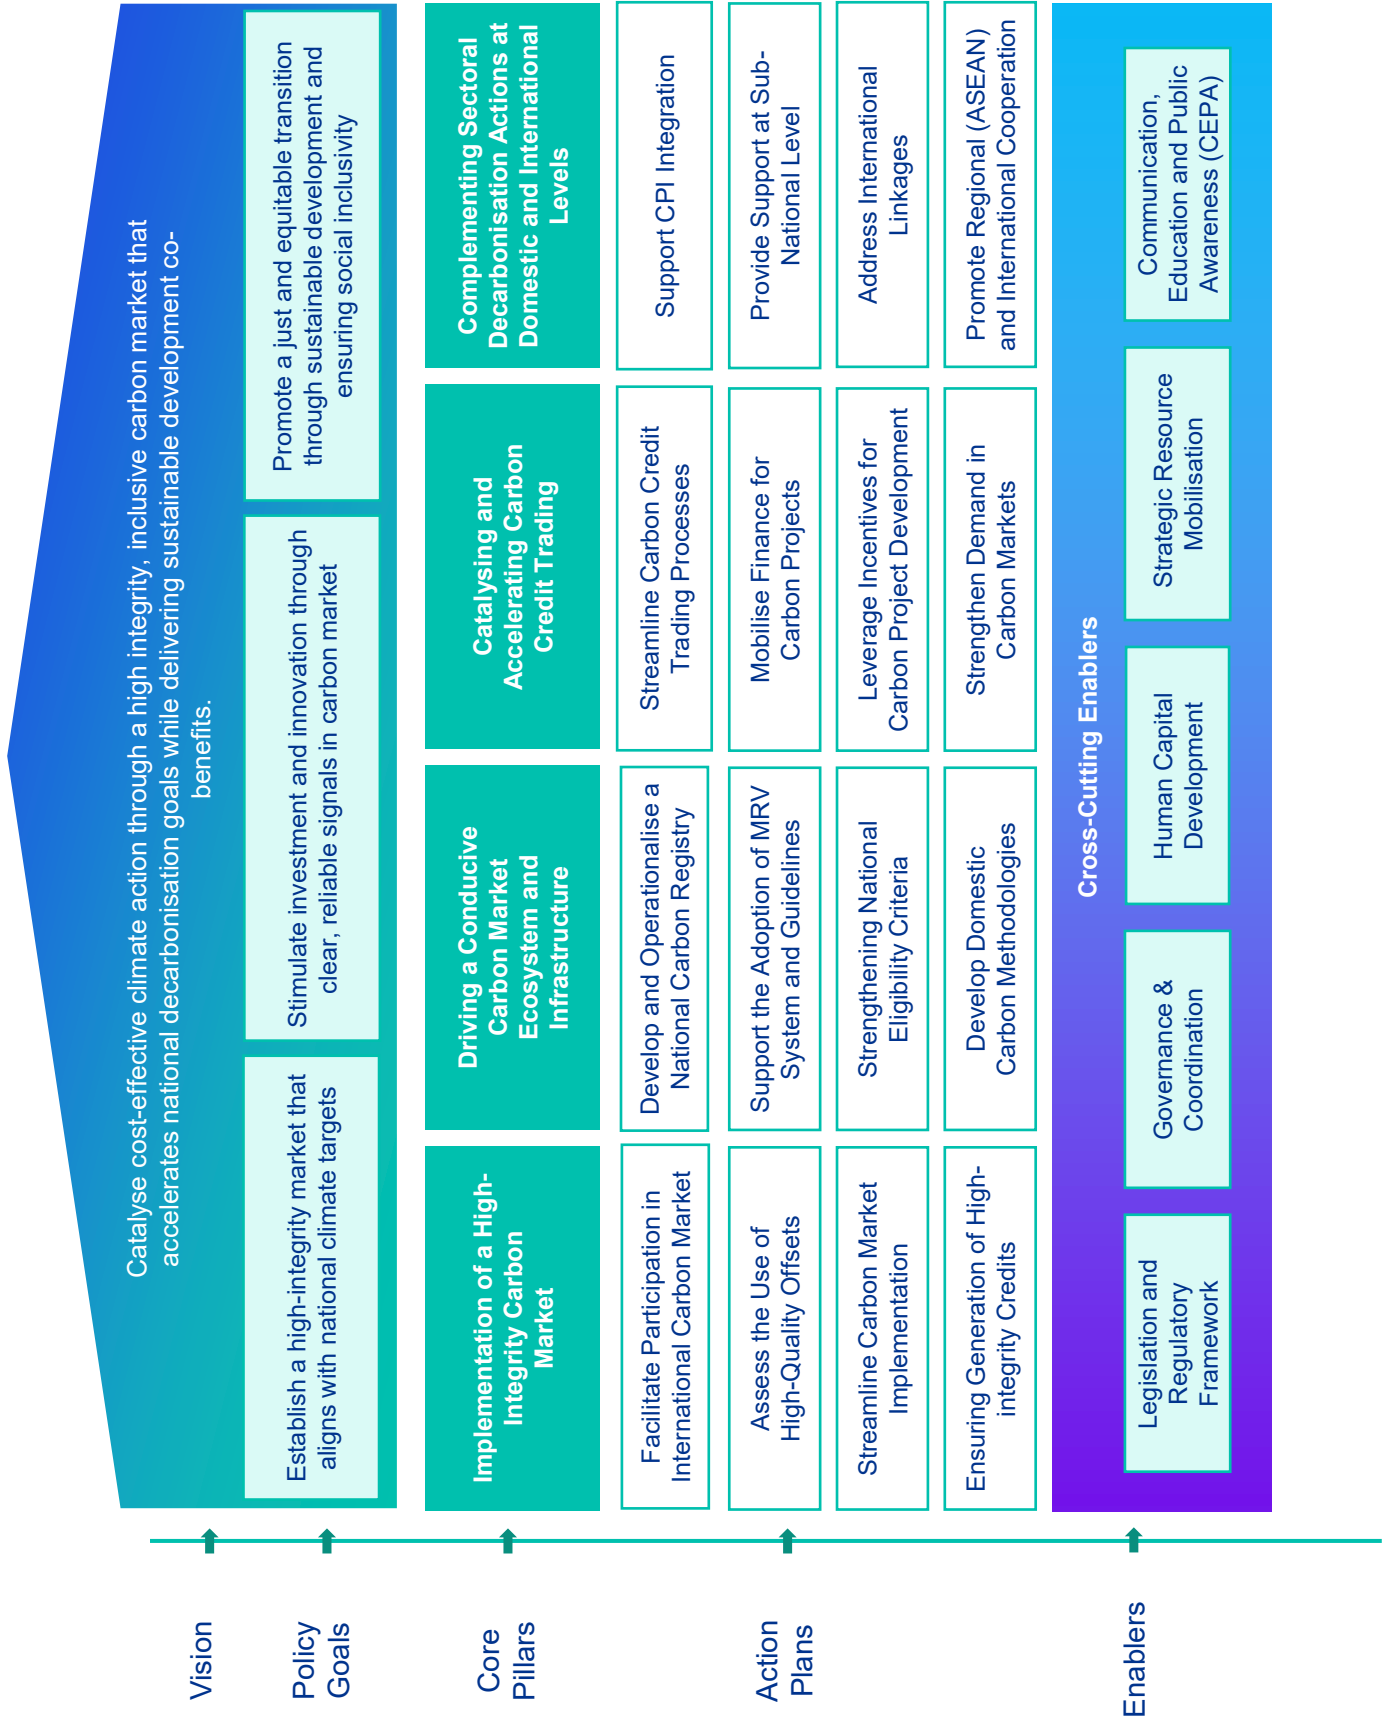 Vision
Catalyse cost-effective climate action through a high integrity, inclusive carbon market that
accelerates national decarbonisation goals while delivering sustainable development co-
benefits.
Policy
Goals
Establish a high-integrity market that
aligns with national climate targets
Stimulate investment and innovation through
clear, reliable signals in carbon market
Promote a just and equitable transition
through sustainable development and
ensuring social inclusivity
Core
Pillars
Implementation of a High-
Integrity Carbon
Market
Driving a Conducive
Carbon Market
Ecosystem and
Infrastructure
Catalysing and
Accelerating Carbon
Credit Trading
Complementing Sectoral
Decarbonisation Actions at
Domestic and International
Levels
Action
Plans
Facilitate Participation in
International Carbon Market
Develop and Operationalise a
National Carbon Registry
Streamline Carbon Credit
Trading Processes
Support CPI Integration
Assess the Use of
High-Quality Offsets
Support the Adoption of MRV
System and Guidelines
Mobilise Finance for
Carbon Projects
Provide Support at Sub-
National Level
Streamline Carbon Market
Implementation
Strengthening National
Eligibility Criteria
Leverage Incentives for
Carbon Project Development
Address International
Linkages
Ensuring Generation of High-
integrity Credits
Develop Domestic
Carbon Methodologies
Strengthen Demand in
Carbon Markets
Promote Regional (ASEAN)
and International Cooperation
Enablers
Cross-Cutting Enablers
Legislation and
Regulatory
Framework
Governance &
Coordination
Human Capital
Development
Strategic Resource
Mobilisation
Communication,
Education and Public
Awareness (CEPA)